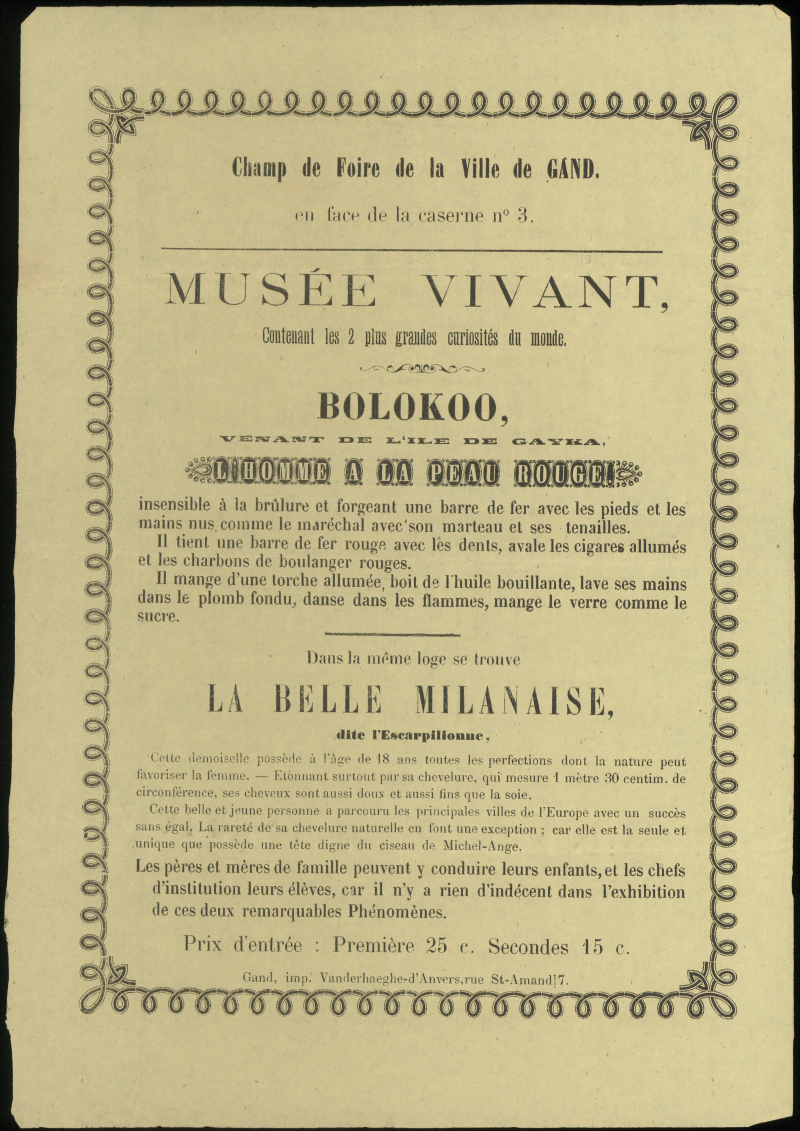 Champ de Foire de la Ville de GAND.
en face de la caserne nº 3.
MUSÉE VIVANT,
Contenant les 2 plus grandes curiosités du monde.
BOLOKOO,
VENANT DE L'ILE DE GAYKA,
L'HOMME A LA PEAU ROUGE!
insensible à la brûlure et forgeant une barre de fer avec les pieds et les
mains nus comme le maréchal avec son marteau et ses tenailles.
Il tient une barre de fer rouge avec les dents, avale les cigares allumés
et les charbons de boulanger rouges.
Il mange d'une torche allumée, boit de l'huile bouillante, lave ses mains
dans le plomb fondu, danse dans les flammes, mange le verre comme le
sucre.
Dans la même loge se trouve
LA BELLE MILANAISE,
dite l'Escarpilionne,
Cette demoiselle possède à l'âge de 18 ans toutes les perfections dont la nature peut
favoriser la femme. — Etònnant surtout par sa chevelure, qui mesure 1 mètre 30 centim. de
circonférence, ses cheveux sont aussi doux et aussi fins que la soie.
Cette belle et jeune personne a parcouru les principales villes de l'Europe avec un succès
sans égal. La rareté de sa chevelure naturelle en font une exception ; car elle est la seule et
unique que possède une tête digne du ciseau de Michel-Ange.
Les pères et mères de famille peuvent y conduire leurs enfants, et les chefs
d'institution leurs élèves, car il n'y a rien d'indécent dans l'exhibition
de ces deux remarquables Phénomènes.
Prix d'entrée : Première 25 c. Secondes 15 c.
Gand, imp. Vanderhaeghe-d'Anvers, rue St-Amand 7.